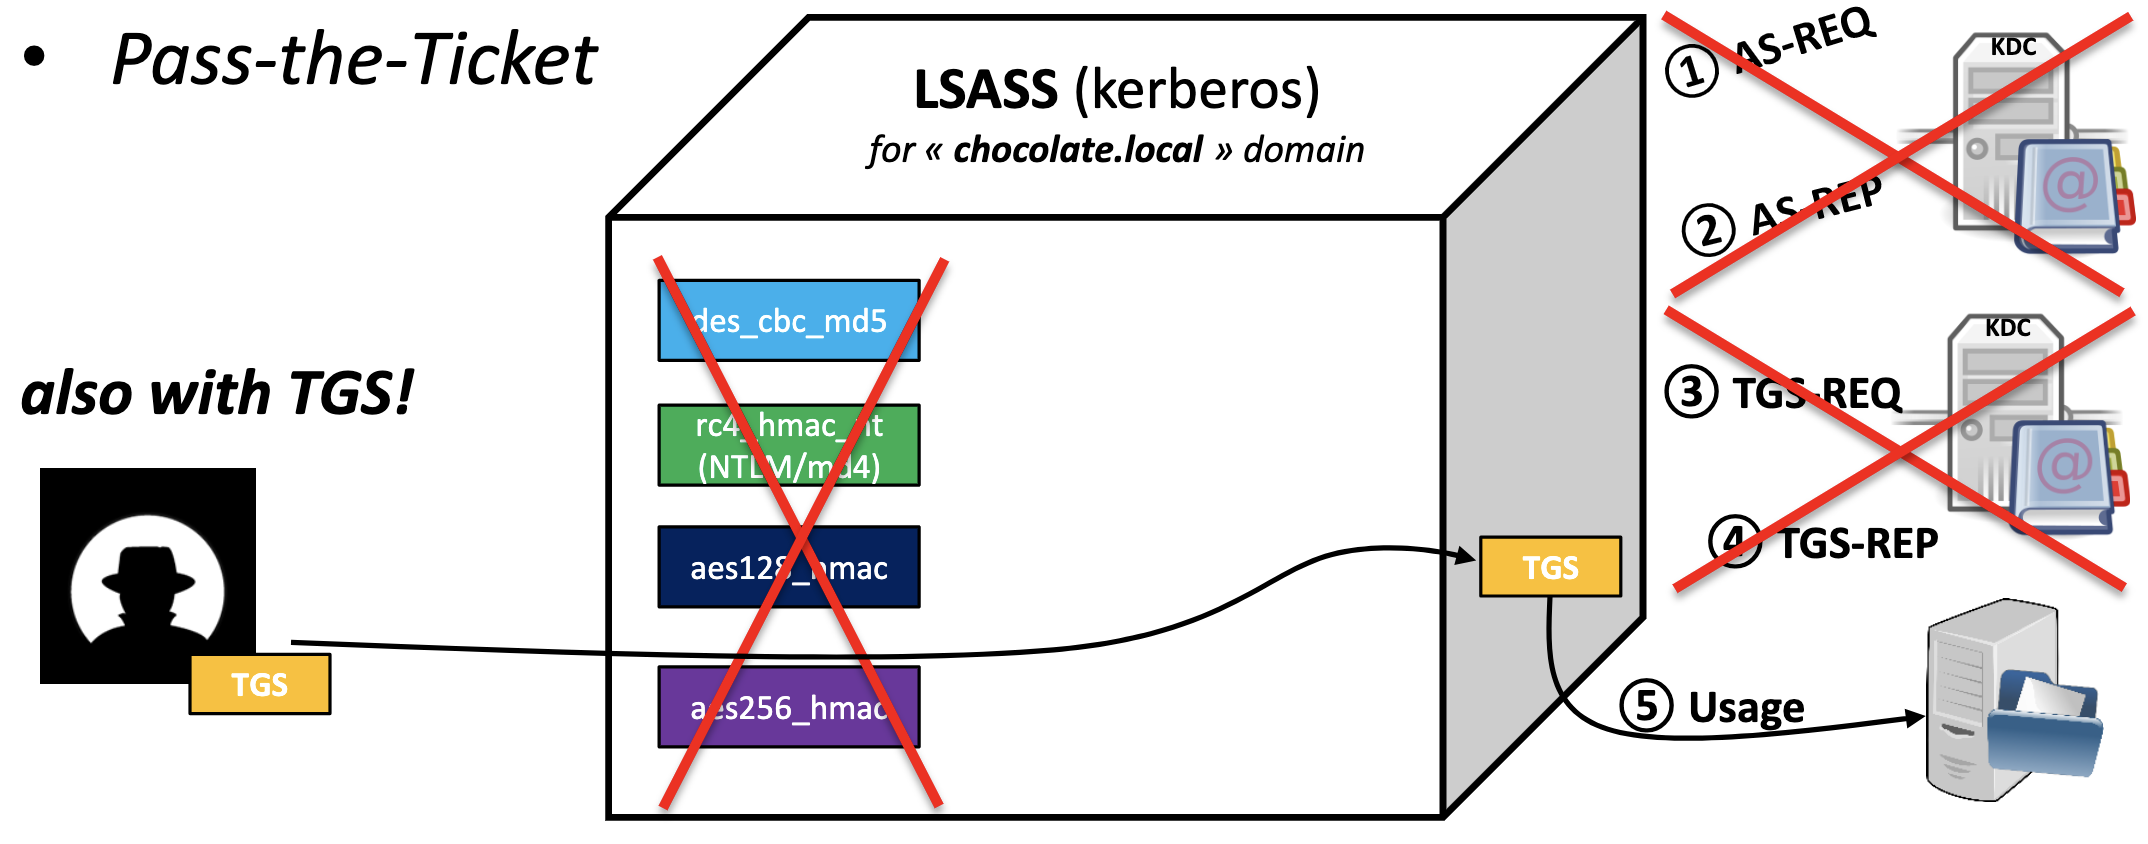 • Pass-the-Ticket
LSASS (kerberos)
for « chocolate.local » domain
also with TGS!
TGS
des_cbc_md5
rc4_hmac_nt
(NTLM/md4)
aes128_hmac
aes256_hmac
TGS
① AS-REQ
KDC
@
② AS-REP
KDC
③ TGS-REQ
@
④ TGS-REP
⑤ Usage